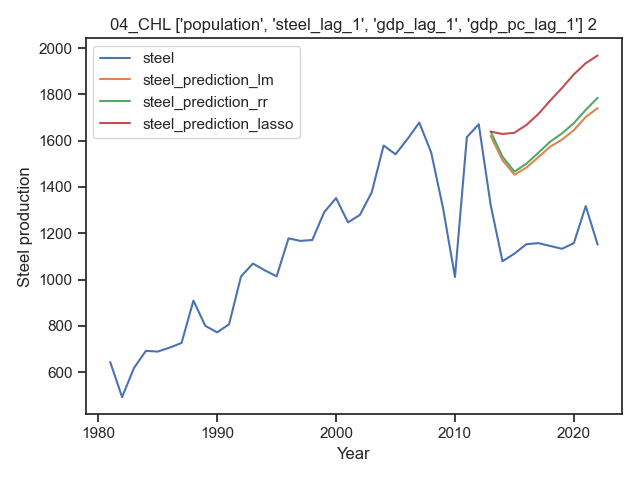 04_CHL ['population', 'steel_lag_1', 'gdp_lag_1', 'gdp_pc_lag_1'] 2
steel
steel_prediction_lm
steel_prediction_rr
steel_prediction_lasso
Steel production
2000
1800
1600
1400
1200
1000
800
600
1980
1990
2000
2010
2020
Year